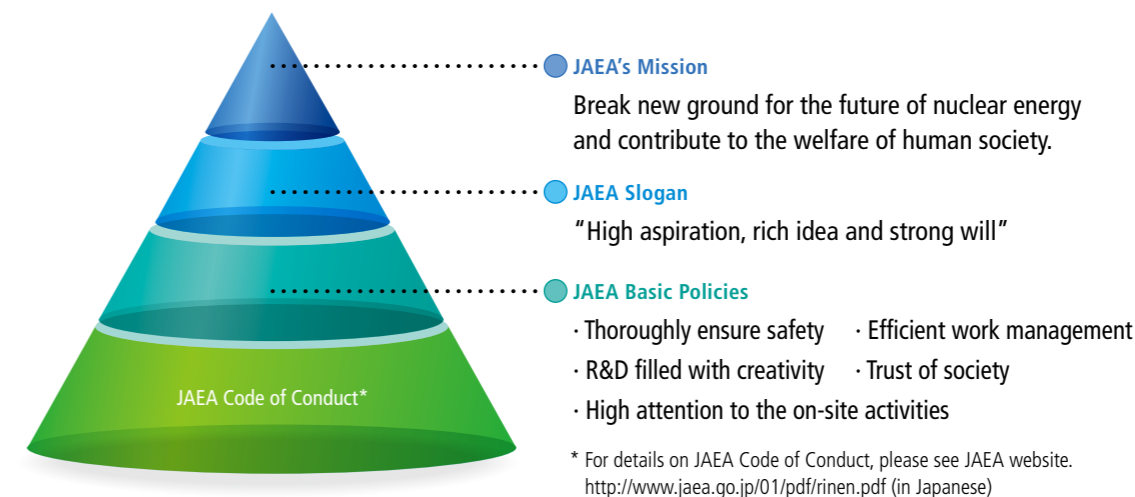 JAEA's Mission
Break new ground for the future of nuclear energy
and contribute to the welfare of human society.
JAEA Slogan
"High aspiration, rich idea and strong will"
JAEA Basic Policies
· Thoroughly ensure safety · Efficient work management
· R&D filled with creativity · Trust of society
· High attention to the on-site activities
JAEA Code of Conduct*
* For details on JAEA Code of Conduct, please see JAEA website.
http://www.jaea.go.jp/01/pdf/rinen.pdf (in Japanese)